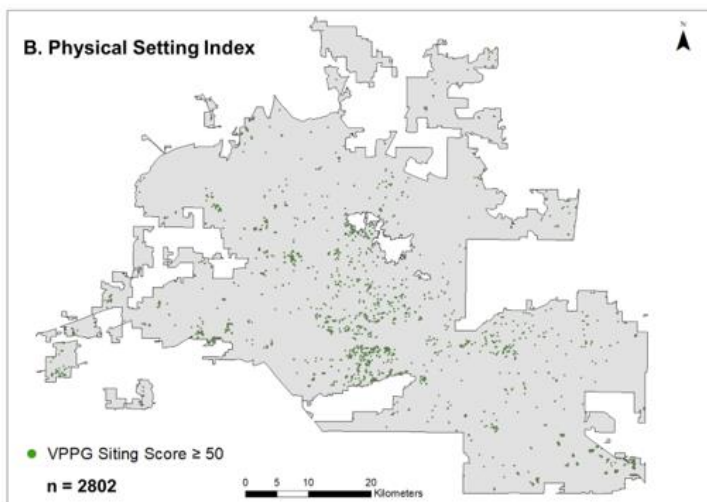 B. Physical Setting Index
N
VPPG Siting Score ≥ 50
n = 2802
0 5 10 20
Kilometers